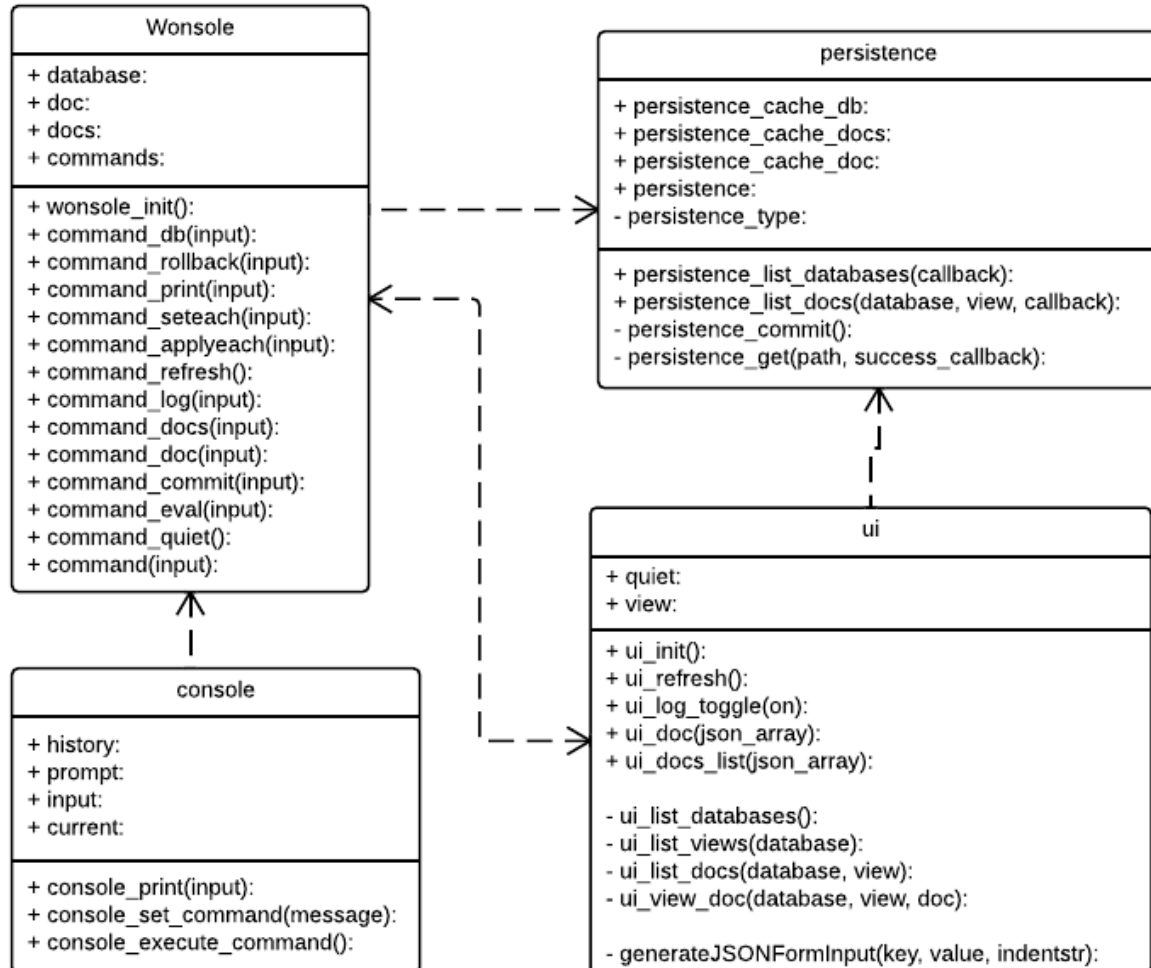 Wonsole
+ database:
+ doc:
+ docs:
+ commands:
+ wonsole_init():
+ command_db(input):
+ command_rollback(input):
+ command_print(input):
+ command_seteach(input):
+ command_applyeach(input):
+ command_refresh():
+ command_log(input):
+ command_docs(input):
+ command_doc(input):
+ command_commit(input):
+ command_eval(input):
+ command_quiet():
+ command(input):
persistence
+ persistence_cache_db:
+ persistence_cache_docs:
+ persistence_cache_doc:
+ persistence:
- persistence_type:
+ persistence_list_databases(callback):
+ persistence_list_docs(database, view, callback):
- persistence_commit():
- persistence_get(path, success_callback):
console
+ history:
+ prompt:
+ input:
+ current:
+ console_print(input):
+ console_set_command(message):
+ console_execute_command():
ui
+ quiet:
+ view:
+ ui_init():
+ ui_refresh():
+ ui_log_toggle(on):
+ ui_doc(json_array):
+ ui_docs_list(json_array):
- ui_list_databases():
- ui_list_views(database):
- ui_list_docs(database, view):
- ui_view_doc(database, view, doc):
- generateJSONFormInput(key, value, indentstr):